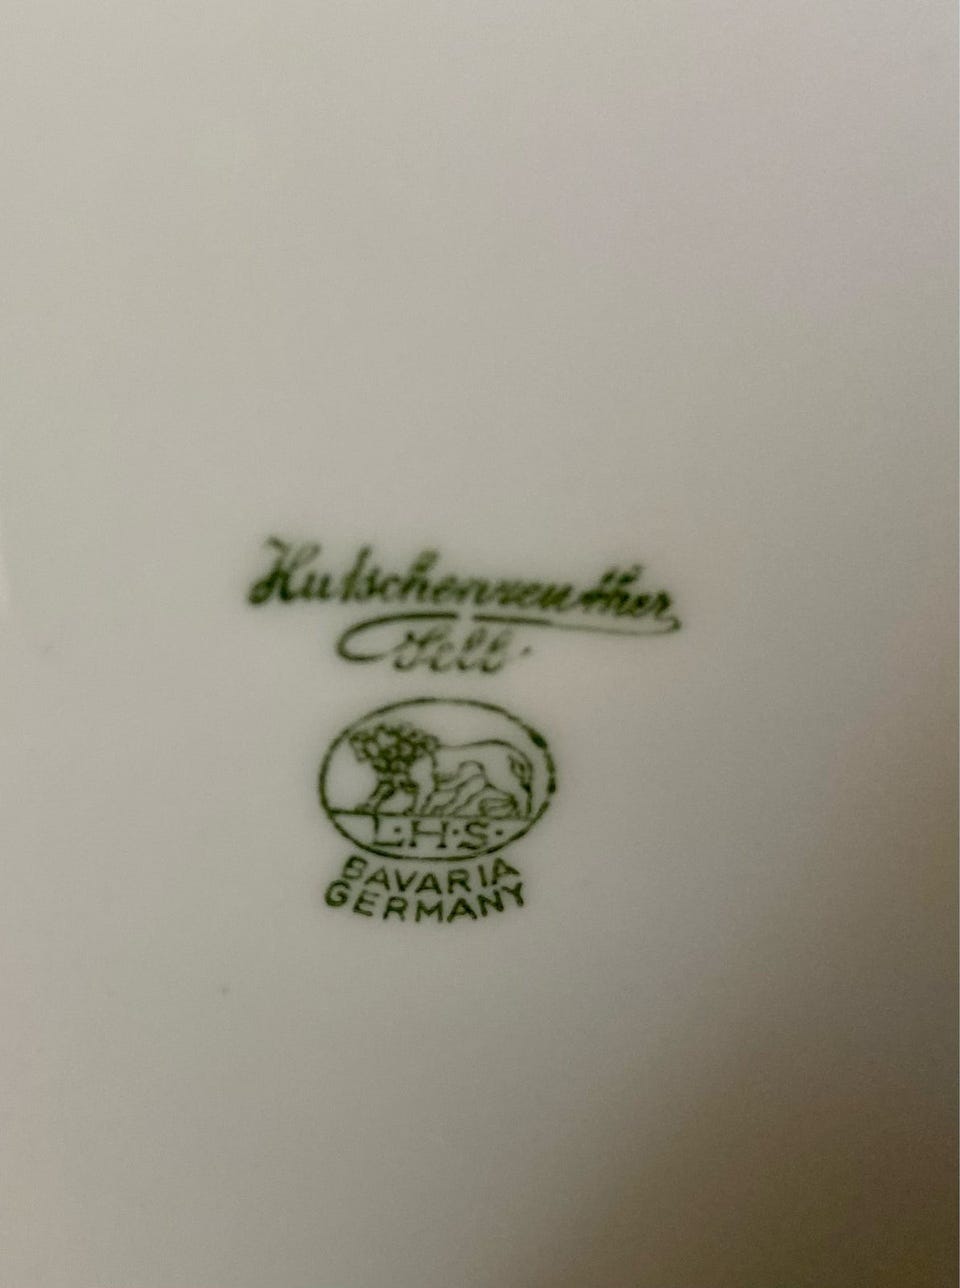 Hutschenreuther
Selb
L·H·S·
BAVARIA
GERMANY